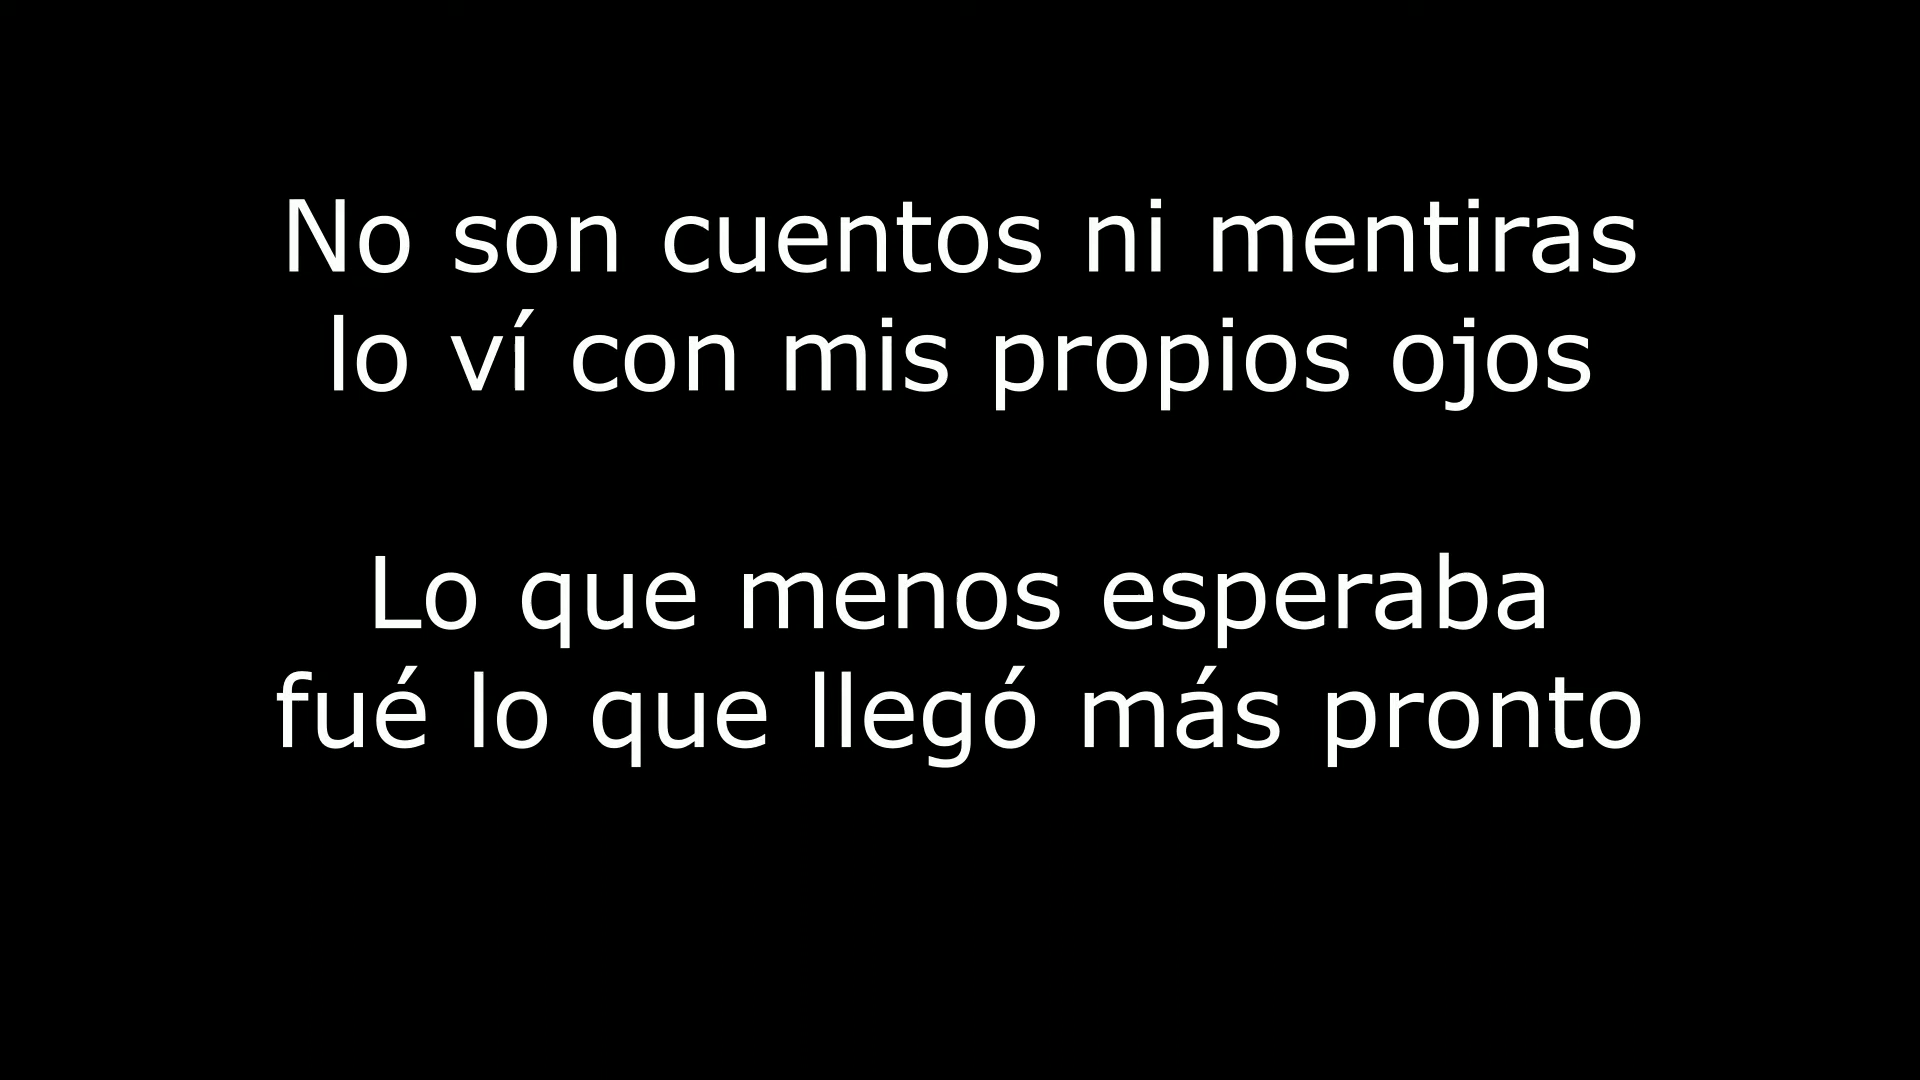 No son cuentos ni mentiras
lo ví con mis propios ojos
Lo que menos esperaba
fué lo que llegó más pronto